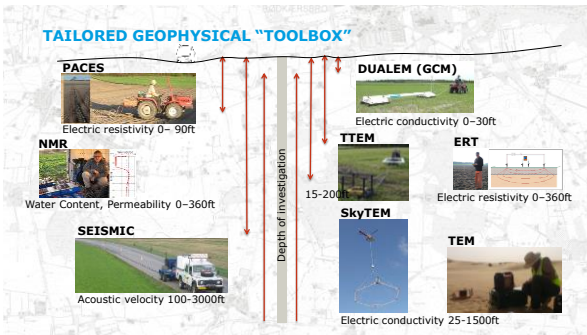 TAILORED GEOPHYSICAL “TOOLBOX”
PACES
Electric resistivity 0– 90ft
NMR
Water Content, Permeability 0–360ft
SEISMIC
Acoustic velocity 100-3000ft
Depth of investigation
DUALEM (GCM)
Electric conductivity 0–30ft
TTEM
15-200ft
ERT
Electric resistivity 0–360ft
SkyTEM
TEM
Electric conductivity 25-1500ft